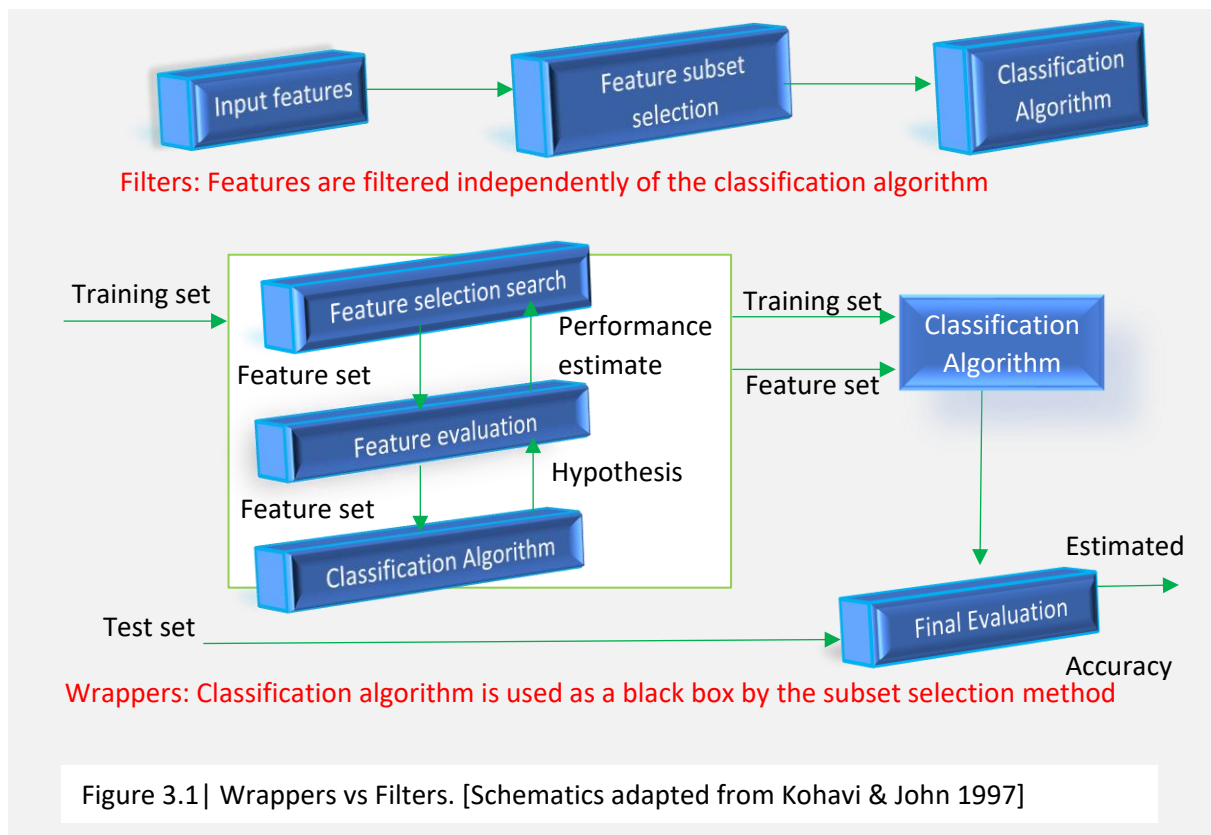 Input features
Feature subset
selection
Classification
Algorithm
Filters: Features are filtered independently of the classification algorithm
Training set
Feature selection search
Performance
estimate
Feature set
Feature evaluation
Hypothesis
Feature set
Classification Algorithm
Training set
Feature set
Classification
Algorithm
Test set
Final Evaluation
Estimated
Accuracy
Wrappers: Classification algorithm is used as a black box by the subset selection method
Figure 3.1| Wrappers vs Filters. [Schematics adapted from Kohavi & John 1997]